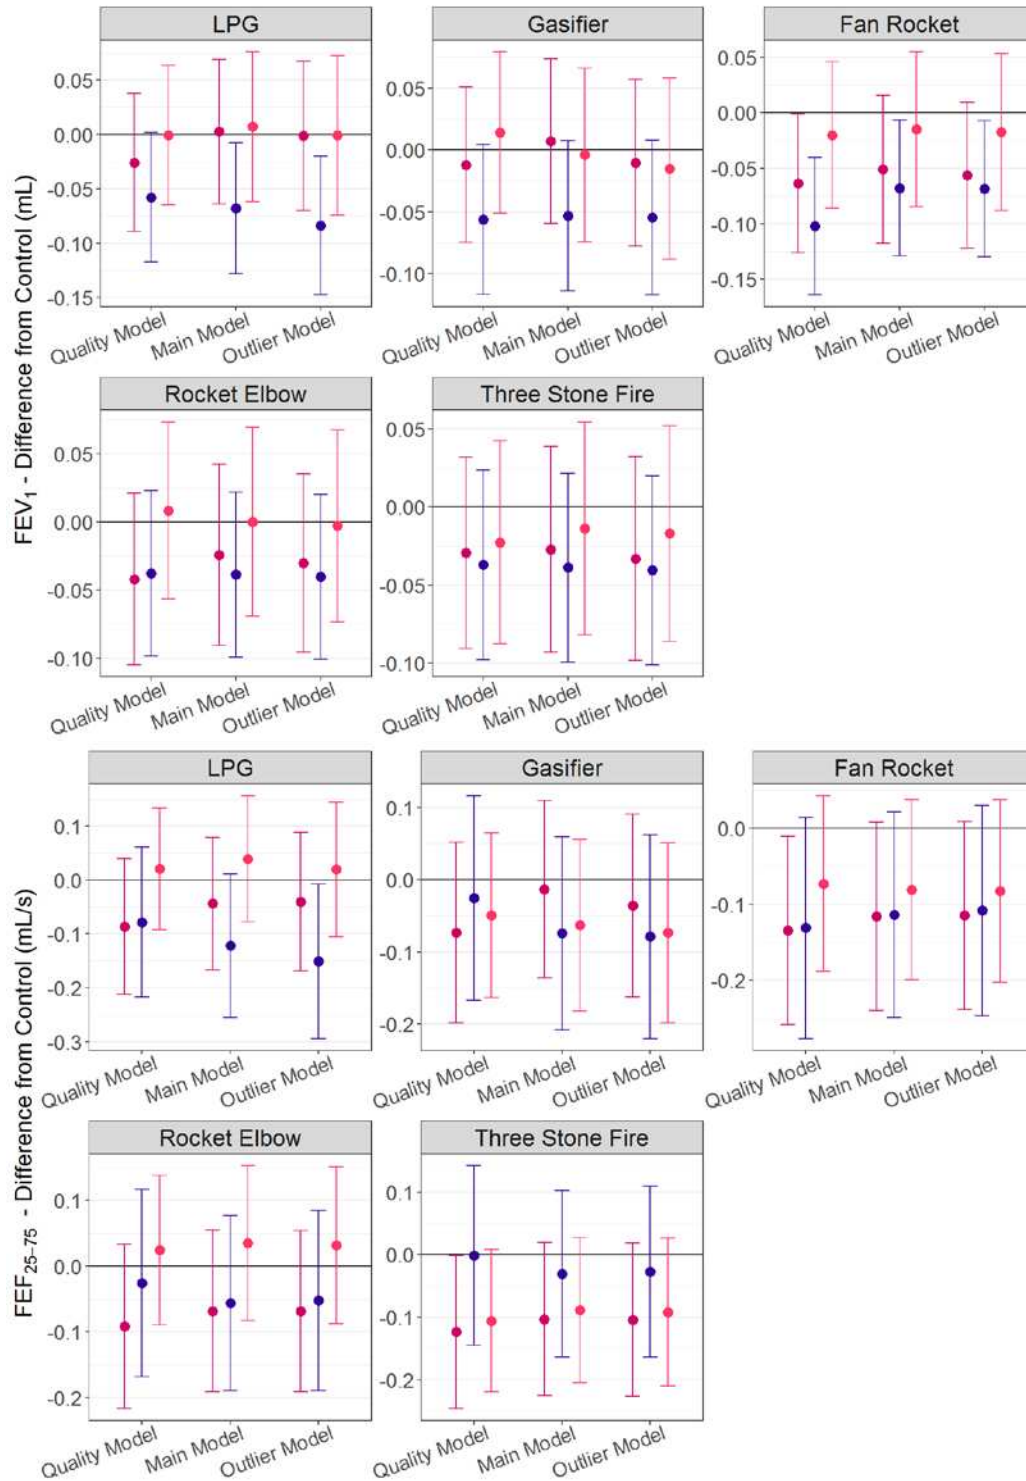 LPG Gasifier Fan Rocket
0.05
0.00
-0.05
-0.10
-0.15
0.05
0.00
-0.05
-0.10
0.05
0.00
-0.05
-0.10
-0.15
Quality Model Main Model Outlier Model
Quality Model Main Model Outlier Model
Quality Model Main Model Outlier Model
FEV₁ - Difference from Control (mL)
Rocket Elbow Three Stone Fire
0.05
0.00
-0.05
-0.10
0.05
0.00
-0.05
-0.10
Quality Model Main Model Outlier Model
Quality Model Main Model Outlier Model
LPG Gasifier Fan Rocket
0.1
0.0
-0.1
-0.2
-0.3
0.1
0.0
-0.1
-0.2
0.0
-0.1
-0.2
Quality Model Main Model Outlier Model
Quality Model Main Model Outlier Model
Quality Model Main Model Outlier Model
FEF₂₅₋₇₅ - Difference from Control (mL/s)
Rocket Elbow Three Stone Fire
0.1
0.0
-0.1
-0.2
0.1
0.0
-0.1
-0.2
Quality Model Main Model Outlier Model
Quality Model Main Model Outlier Model